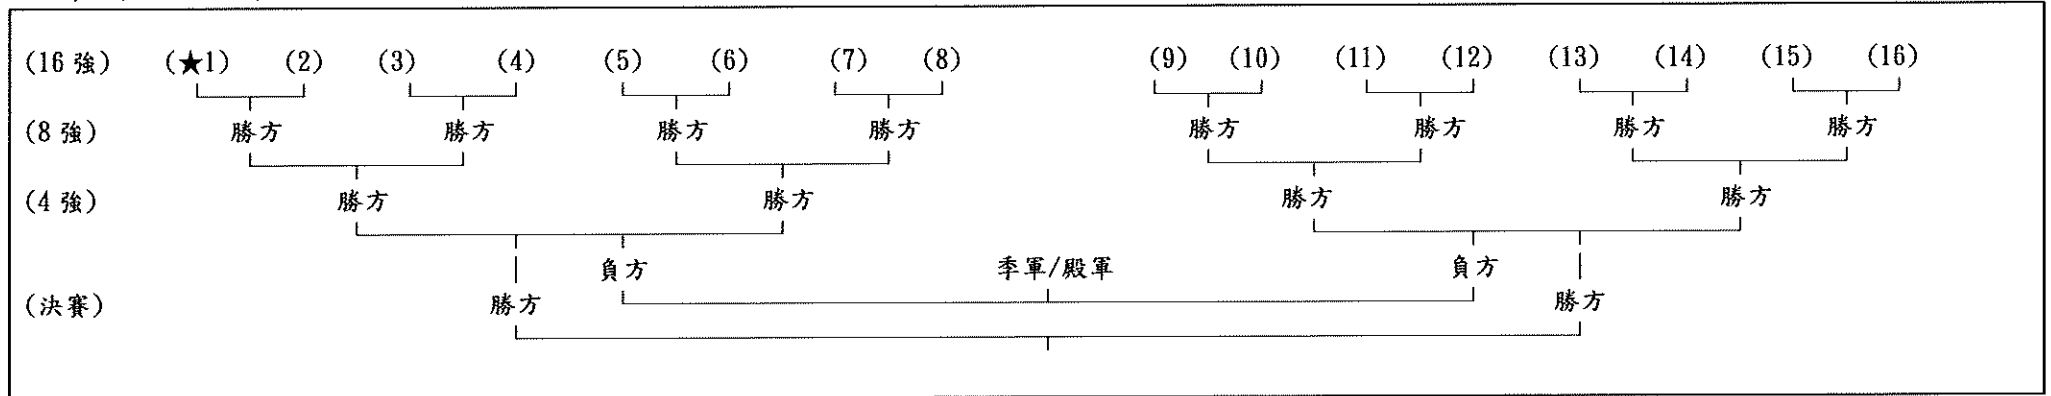 (16 強) (★1) (2) (3) (4) (5) (6) (7) (8) (9) (10) (11) (12) (13) (14) (15) (16)
(8 強) 勝方 勝方 勝方 勝方 勝方 勝方 勝方 勝方
(4 強) 勝方 勝方 勝方 勝方
負方 季軍/殿軍 負方
(決賽) 勝方 勝方